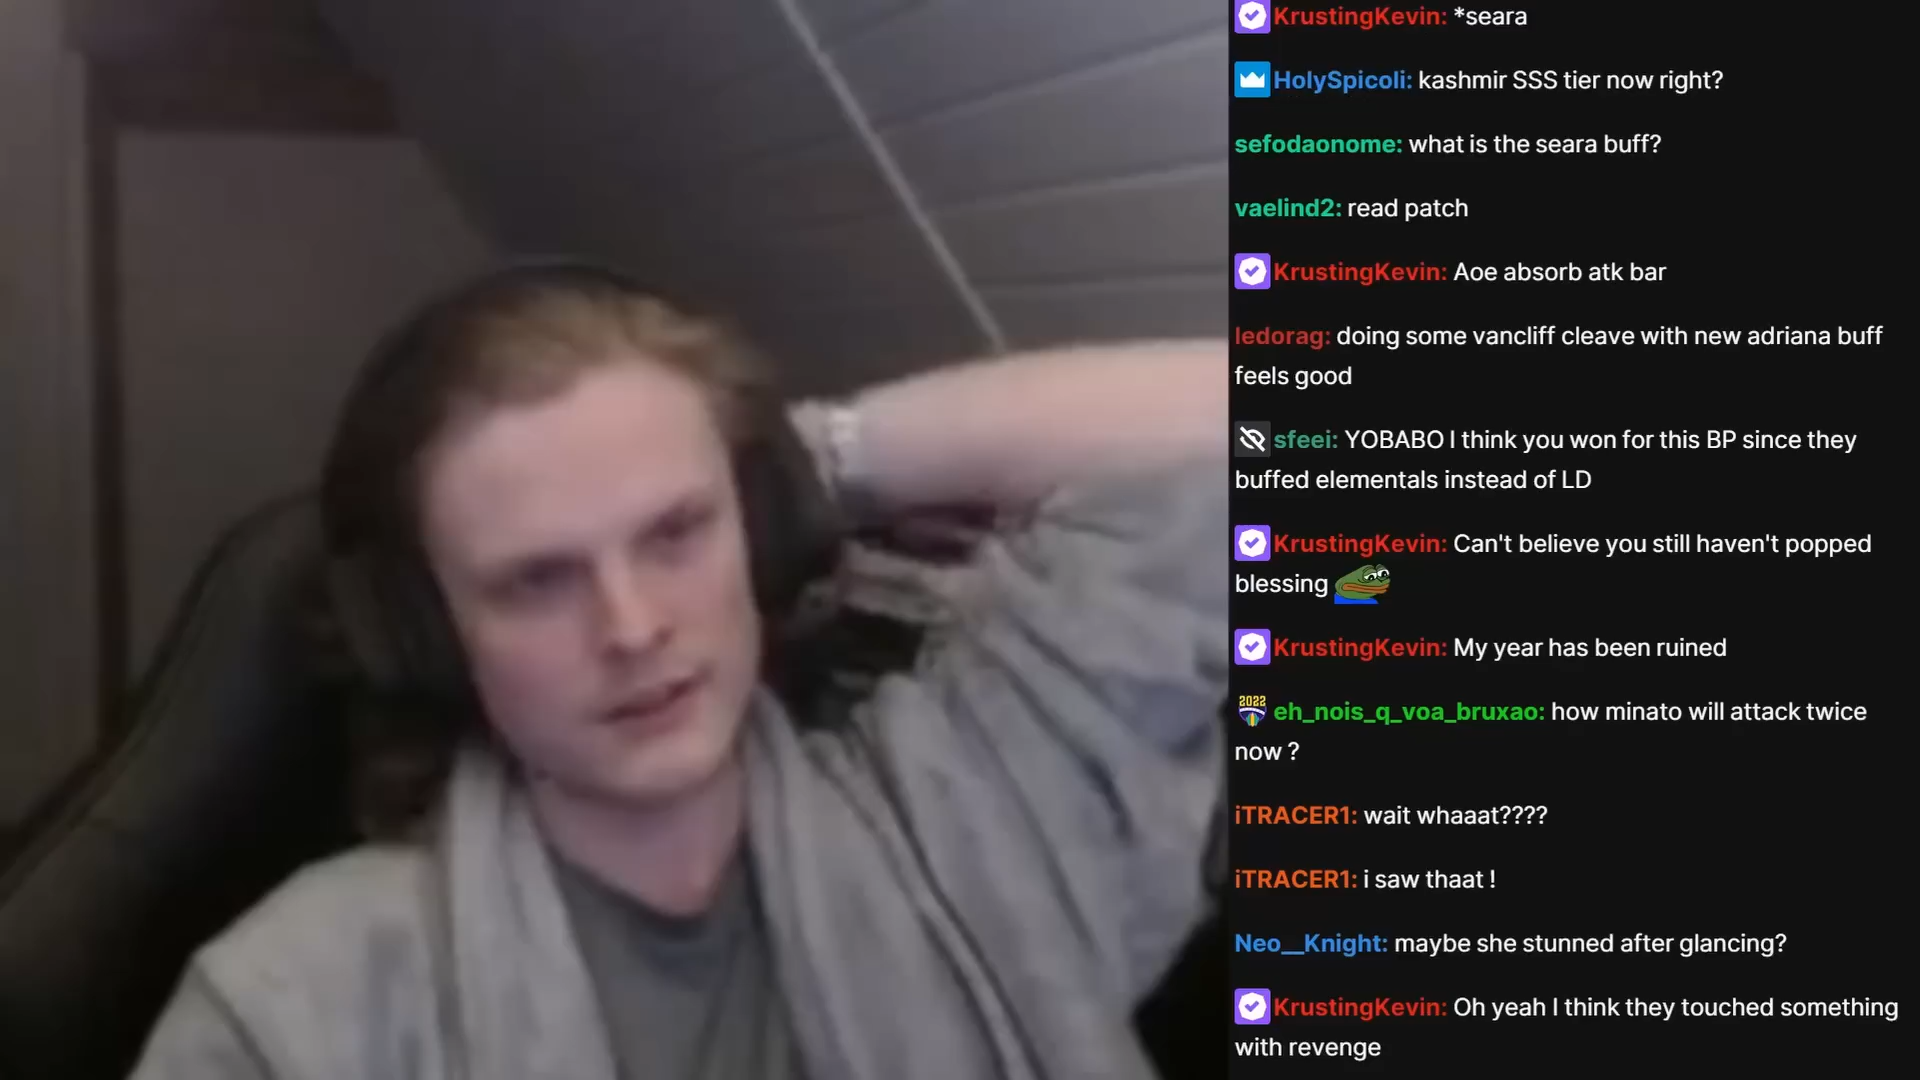 KrustingKevin: *seara
HolySpicoli: kashmir SSS tier now right?
sefodaonome: what is the seara buff?
vaelind2: read patch
KrustingKevin: Aoe absorb atk bar
ledorag: doing some vancliff cleave with new adriana buff
feels good
sfeei: YOBABO I think you won for this BP since they
buffed elementals instead of LD
KrustingKevin: Can't believe you still haven't popped
blessing
KrustingKevin: My year has been ruined
2022 eh_nois_q_voa_bruxao: how minato will attack twice
now ?
iTRACER1: wait whaaat????
iTRACER1: i saw thaat !
Neo__Knight: maybe she stunned after glancing?
KrustingKevin: Oh yeah I think they touched something
with revenge